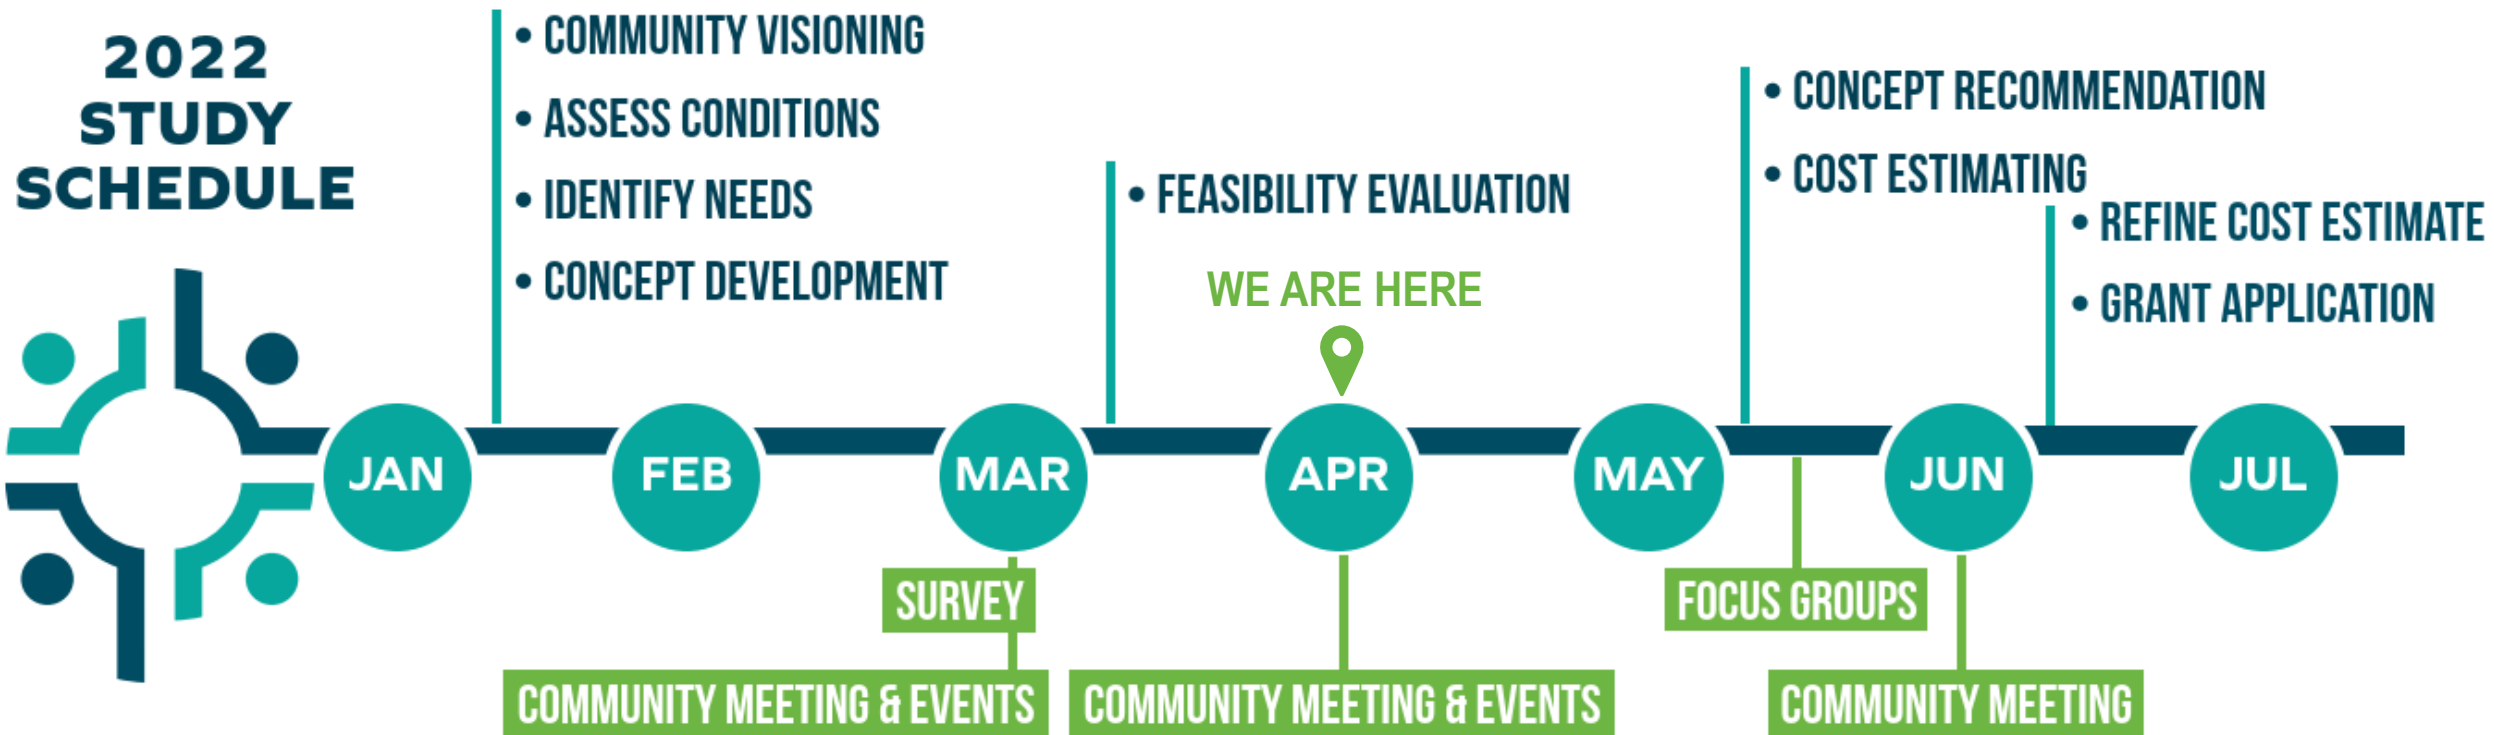 2022
STUDY
SCHEDULE
• COMMUNITY VISIONING
• ASSESS CONDITIONS
• IDENTIFY NEEDS
• CONCEPT DEVELOPMENT
• FEASIBILITY EVALUATION
WE ARE HERE
• CONCEPT RECOMMENDATION
• COST ESTIMATING
• REFINE COST ESTIMATE
• GRANT APPLICATION
JAN
FEB
MAR
APR
MAY
JUN
JUL
SURVEY
FOCUS GROUPS
COMMUNITY MEETING & EVENTS
COMMUNITY MEETING & EVENTS
COMMUNITY MEETING